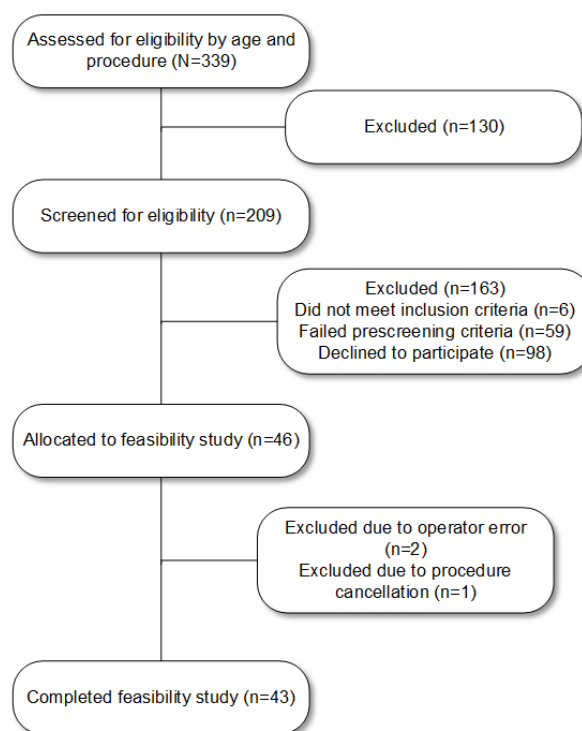 Assessed for eligibility by age and
procedure (N=339)
Excluded (n=130)
Screened for eligibility (n=209)
Excluded (n=163)
Did not meet inclusion criteria (n=6)
Failed prescreening criteria (n=59)
Declined to participate (n=98)
Allocated to feasibility study (n=46)
Excluded due to operator error
(n=2)
Excluded due to procedure
cancellation (n=1)
Completed feasibility study (n=43)